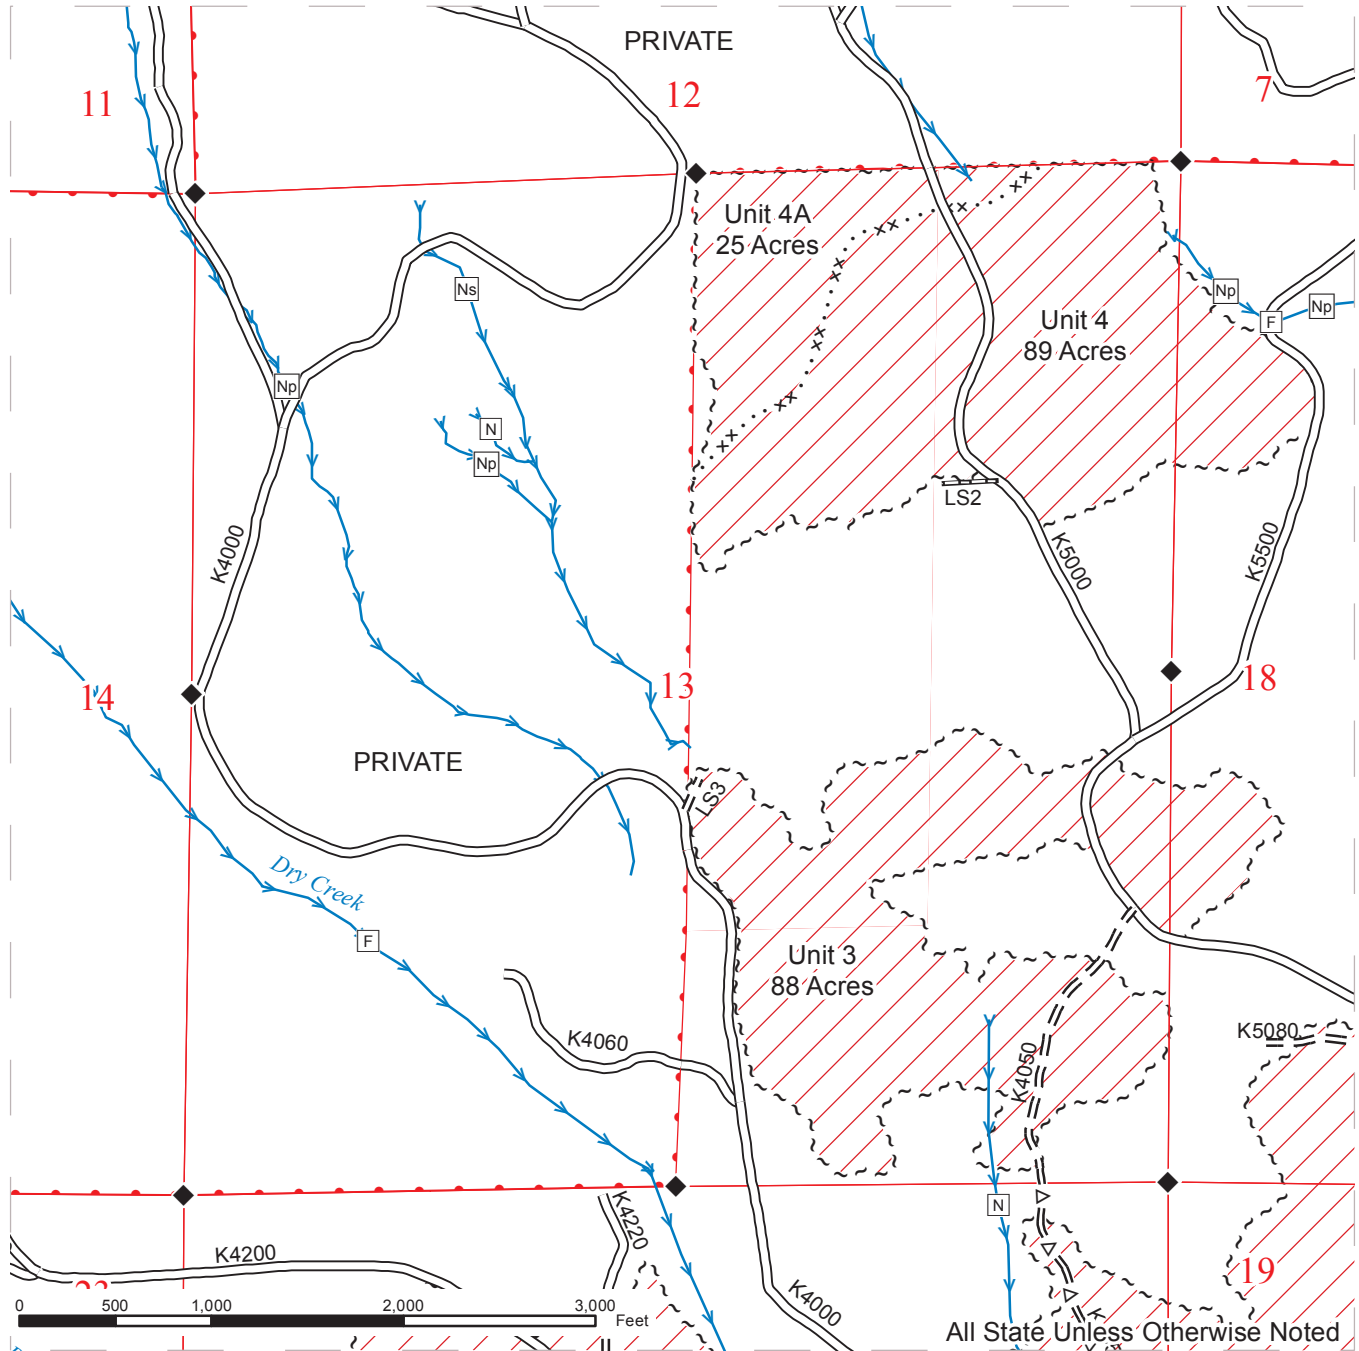 PRIVATE
11
12
7
Unit 4A
25 Acres
Ns
Np
Np
F
Unit 4
89 Acres
Np
N
Np
LS2
K4000
K5000
K5500
14
13
18
PRIVATE
LS3
Dry Creek
F
Unit 3
88 Acres
K4060
K4050
K5080
N
K4220
K4200
19
0 500 1,000 2,000 3,000
Feet
K4000
All State Unless Otherwise Noted